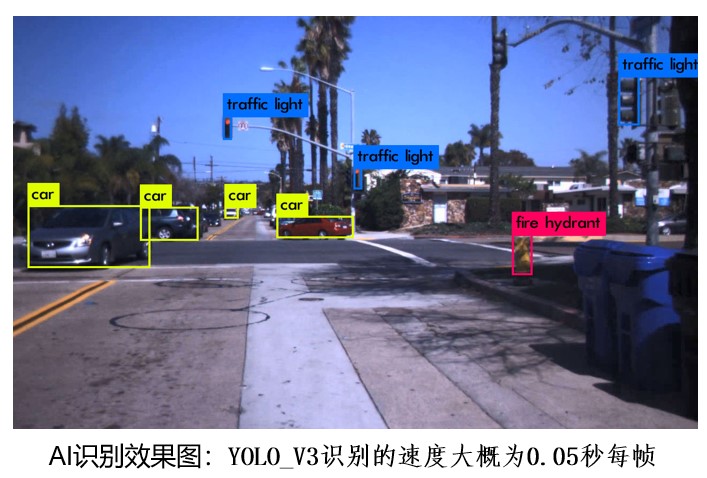 traffic light
traffic light
traffic light
car
car
car
car
fire hydrant
AI识别效果图：YOLO_V3识别的速度大概为0.05秒每帧